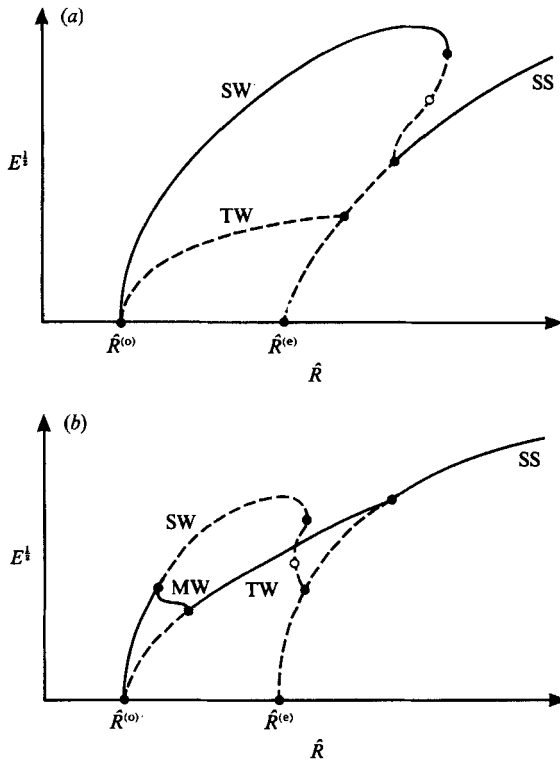 (a)
SW
SS
E^{1/2}
TW
R̂^{(o)}
R̂^{(e)}
R̂
(b)
SS
SW
E^{1/2}
MW
TW
R̂^{(o)}
R̂^{(e)}
R̂